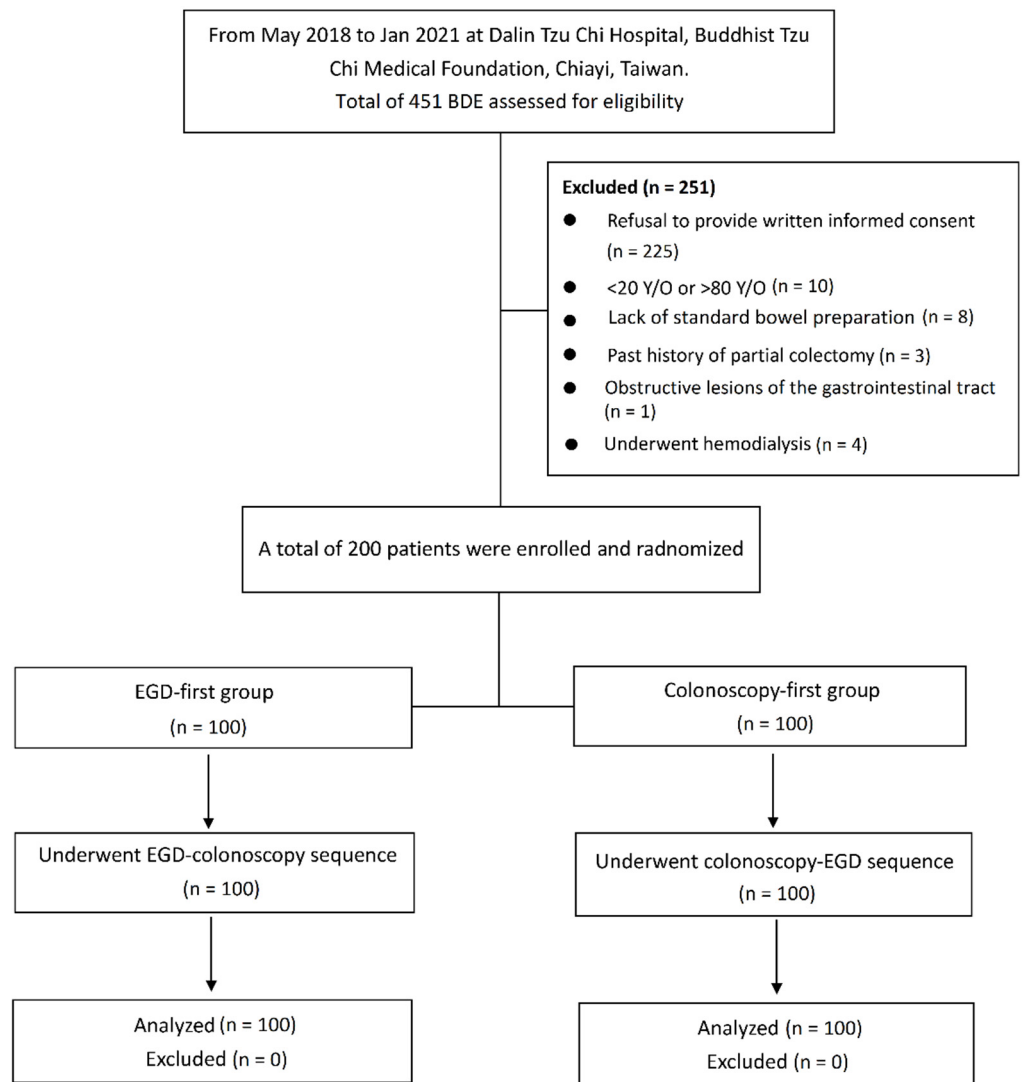 From May 2018 to Jan 2021 at Dalin Tzu Chi Hospital, Buddhist Tzu
Chi Medical Foundation, Chiayi, Taiwan.
Total of 451 BDE assessed for eligibility
Excluded (n = 251)
● Refusal to provide written informed consent
(n = 225)
● <20 Y/O or >80 Y/O (n = 10)
● Lack of standard bowel preparation (n = 8)
● Past history of partial colectomy (n = 3)
● Obstructive lesions of the gastrointestinal tract
(n = 1)
● Underwent hemodialysis (n = 4)
A total of 200 patients were enrolled and radnomized
EGD-first group
(n = 100)
Colonoscopy-first group
(n = 100)
Underwent EGD-colonoscopy sequence
(n = 100)
Underwent colonoscopy-EGD sequence
(n = 100)
Analyzed (n = 100)
Excluded (n = 0)
Analyzed (n = 100)
Excluded (n = 0)